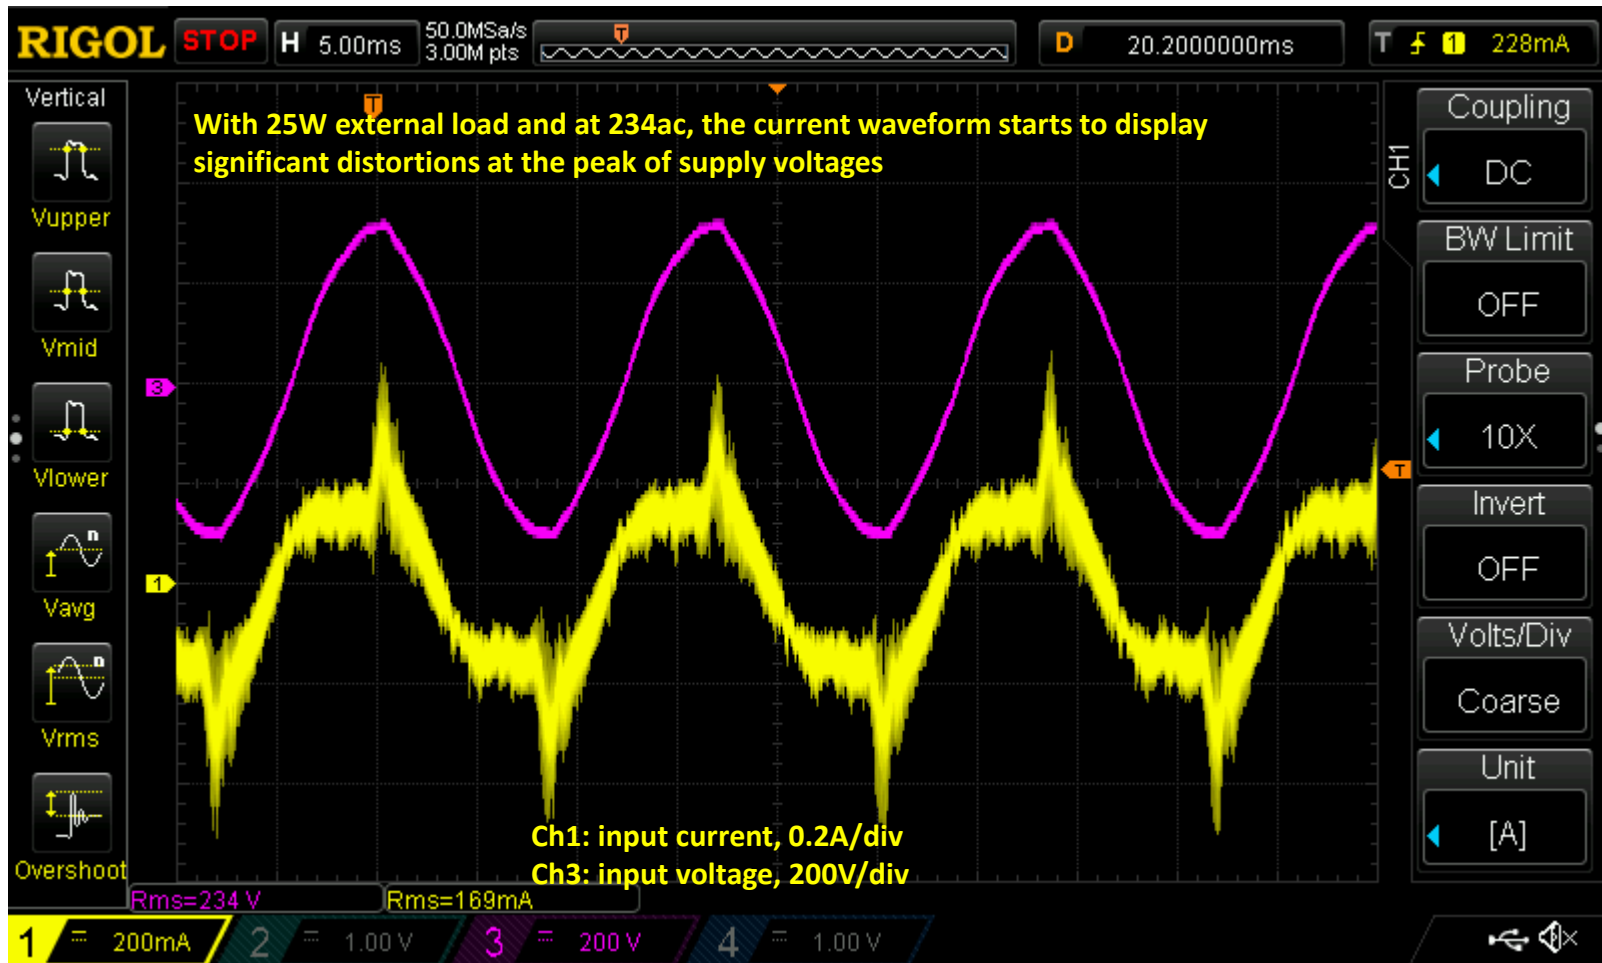 RIGOL STOP H 5.00ms 50.0MSa/s 3.00M pts T D 20.2000000ms T 1 228mA
Vertical
Vupper
Vmid
Vlower
n
Vavg
n
Vrms
Overshoot
T
With 25W external load and at 234ac, the current waveform starts to display
significant distortions at the peak of supply voltages
3
1
T
Ch1: input current, 0.2A/div
Ch3: input voltage, 200V/div
Rms=234 V Rms=169mA
CH1
Coupling
DC
BW Limit
OFF
Probe
10X
Invert
OFF
Volts/Div
Coarse
Unit
[A]
1 = 200mA 2 = 1.00 V 3 = 200 V 4 = 1.00 V